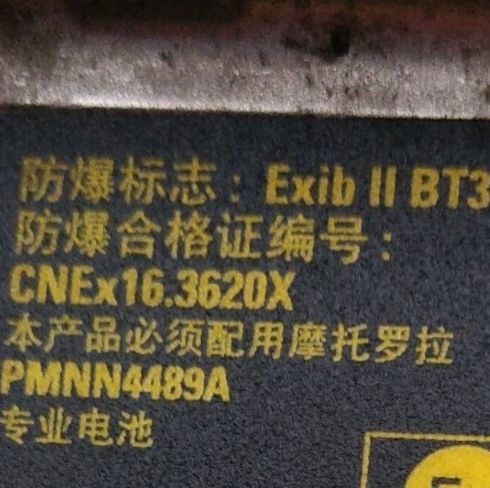 防爆标志: Exib II BT3
防爆合格证编号:
CNEx16.3620X
本产品必须配用摩托罗拉
PMNN4489A
专业电池